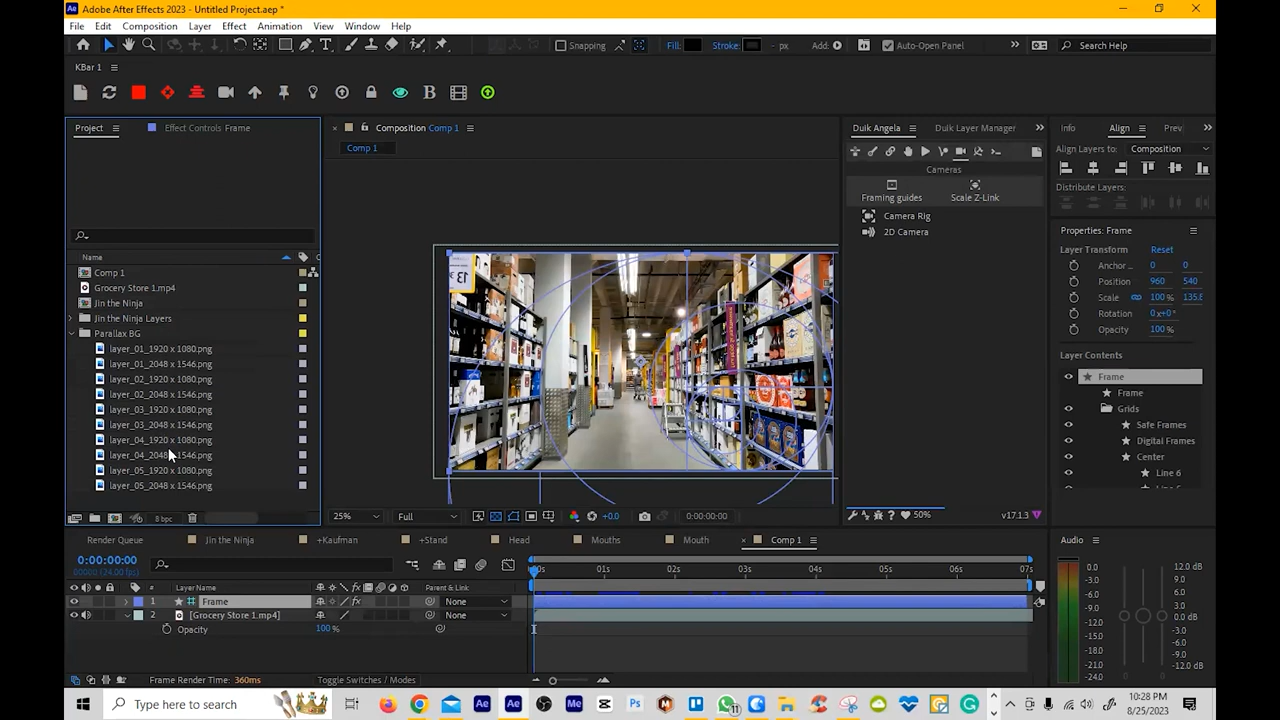 Adobe After Effects 2023 - Untitled Project.aep *
File Edit Composition Layer Effect Animation View Window Help
Snapping Fill: Stroke: px Add: Auto-Open Panel Search Help
KBar 1
Project Effect Controls Frame
Composition Comp 1
Comp 1
Duik Angela Duik Layer Manager
Info Align Prev
Align Layers to: Composition
Cameras
Framing guides Scale Z-Link
Camera Rig
2D Camera
Distribute Layers:
Properties: Frame
Layer Transform Reset
Anchor ... 0 0
Position 960 540
Scale 100 % 135.8
Rotation 0x+0°
Opacity 100 %
Layer Contents
Frame
Frame
Grids
Safe Frames
Digital Frames
Center
Line 6
Name
Comp 1
Grocery Store 1.mp4
Jin the Ninja
Jin the Ninja Layers
Parallax BG
layer_01_1920 x 1080.png
layer_01_2048 x 1546.png
layer_02_1920 x 1080.png
layer_02_2048 x 1546.png
layer_03_1920 x 1080.png
layer_03_2048 x 1546.png
layer_04_1920 x 1080.png
layer_04_2048 x 1546.png
layer_05_1920 x 1080.png
layer_05_2048 x 1546.png
13
8 bpc
25% Full +0.0 0:00:00:00
50% v17.1.3
Render Queue Jin the Ninja +Kaufman +Stand Head Mouths Mouth Comp 1
Audio
0:00:00:00
00000 (24.00 fps)
00s 01s 02s 03s 04s 05s 06s 07s
# Layer Name Parent & Link
1 Frame None
2 [Grocery Store 1.mp4] None
Opacity 100 %
0.0 12.0 dB
-3.0 9.0
-6.0 6.0
-9.0 3.0
-12.0 0.0 dB
-15.0 -3.0
-18.0 -6.0
-21.0 -9.0
-24.0 -12.0 dB
Frame Render Time: 360ms Toggle Switches / Modes
Type here to search
11
10:28 PM
8/25/2023